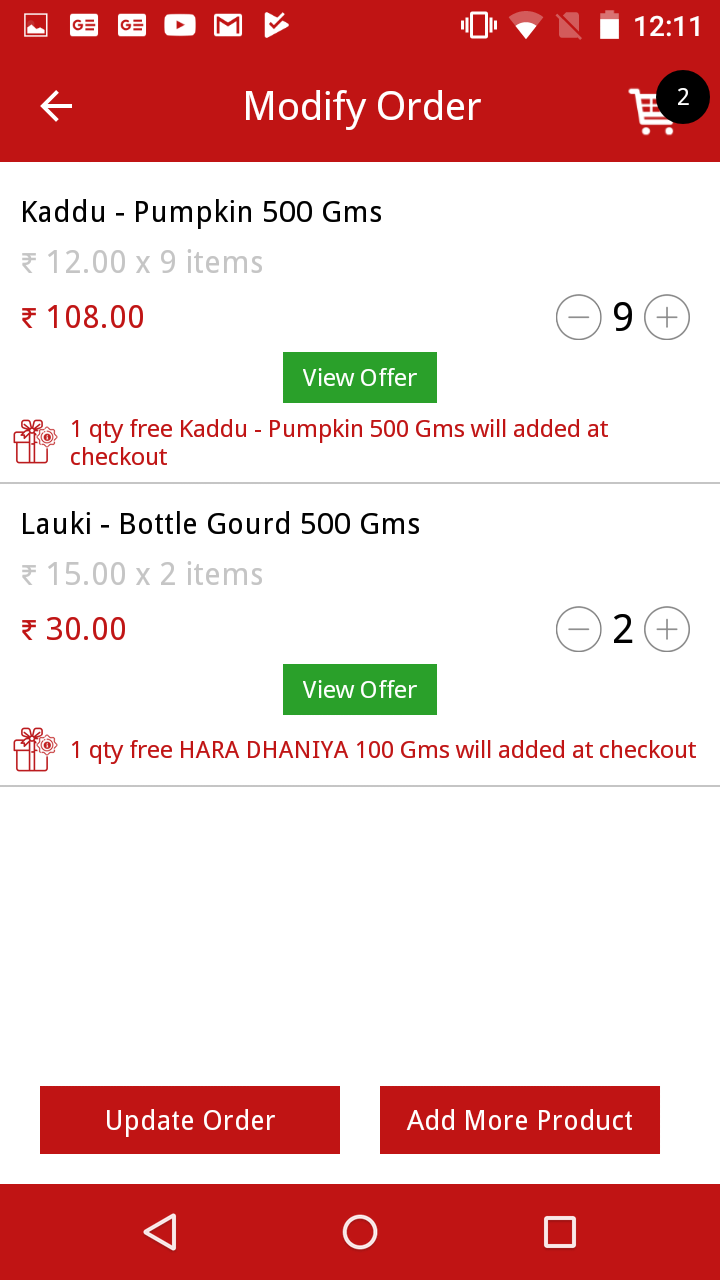 12:11
Modify Order
2
Kaddu - Pumpkin 500 Gms
₹ 12.00 x 9 items
₹ 108.00
9
View Offer
1 qty free Kaddu - Pumpkin 500 Gms will added at
checkout
Lauki - Bottle Gourd 500 Gms
₹ 15.00 x 2 items
₹ 30.00
2
View Offer
1 qty free HARA DHANIYA 100 Gms will added at checkout
Update Order
Add More Product